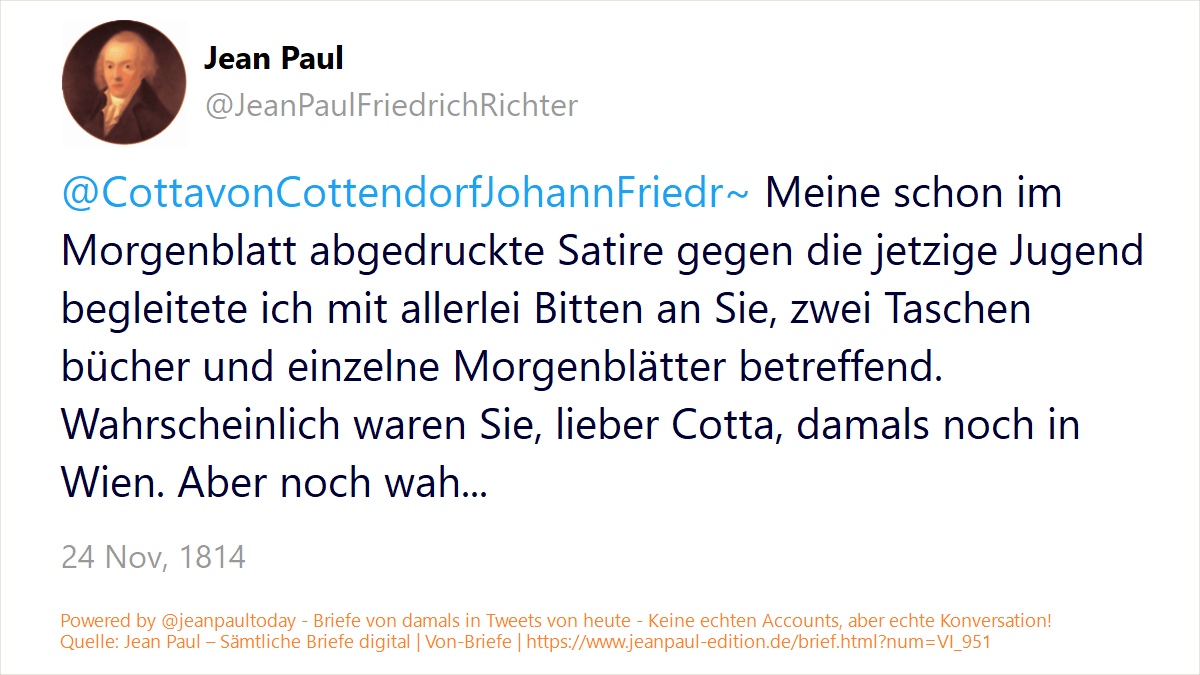 Jean Paul
@JeanPaulFriedrichRichter
@CottavonCottendorfJohannFriedr~ Meine schon im
Morgenblatt abgedruckte Satire gegen die jetzige Jugend
begleitete ich mit allerlei Bitten an Sie, zwei Taschen
bücher und einzelne Morgenblätter betreffend.
Wahrscheinlich waren Sie, lieber Cotta, damals noch in
Wien. Aber noch wah...
24 Nov, 1814
Powered by @jeanpaultoday - Briefe von damals in Tweets von heute - Keine echten Accounts, aber echte Konversation!
Quelle: Jean Paul – Sämtliche Briefe digital | Von-Briefe | https://www.jeanpaul-edition.de/brief.html?num=VI_951